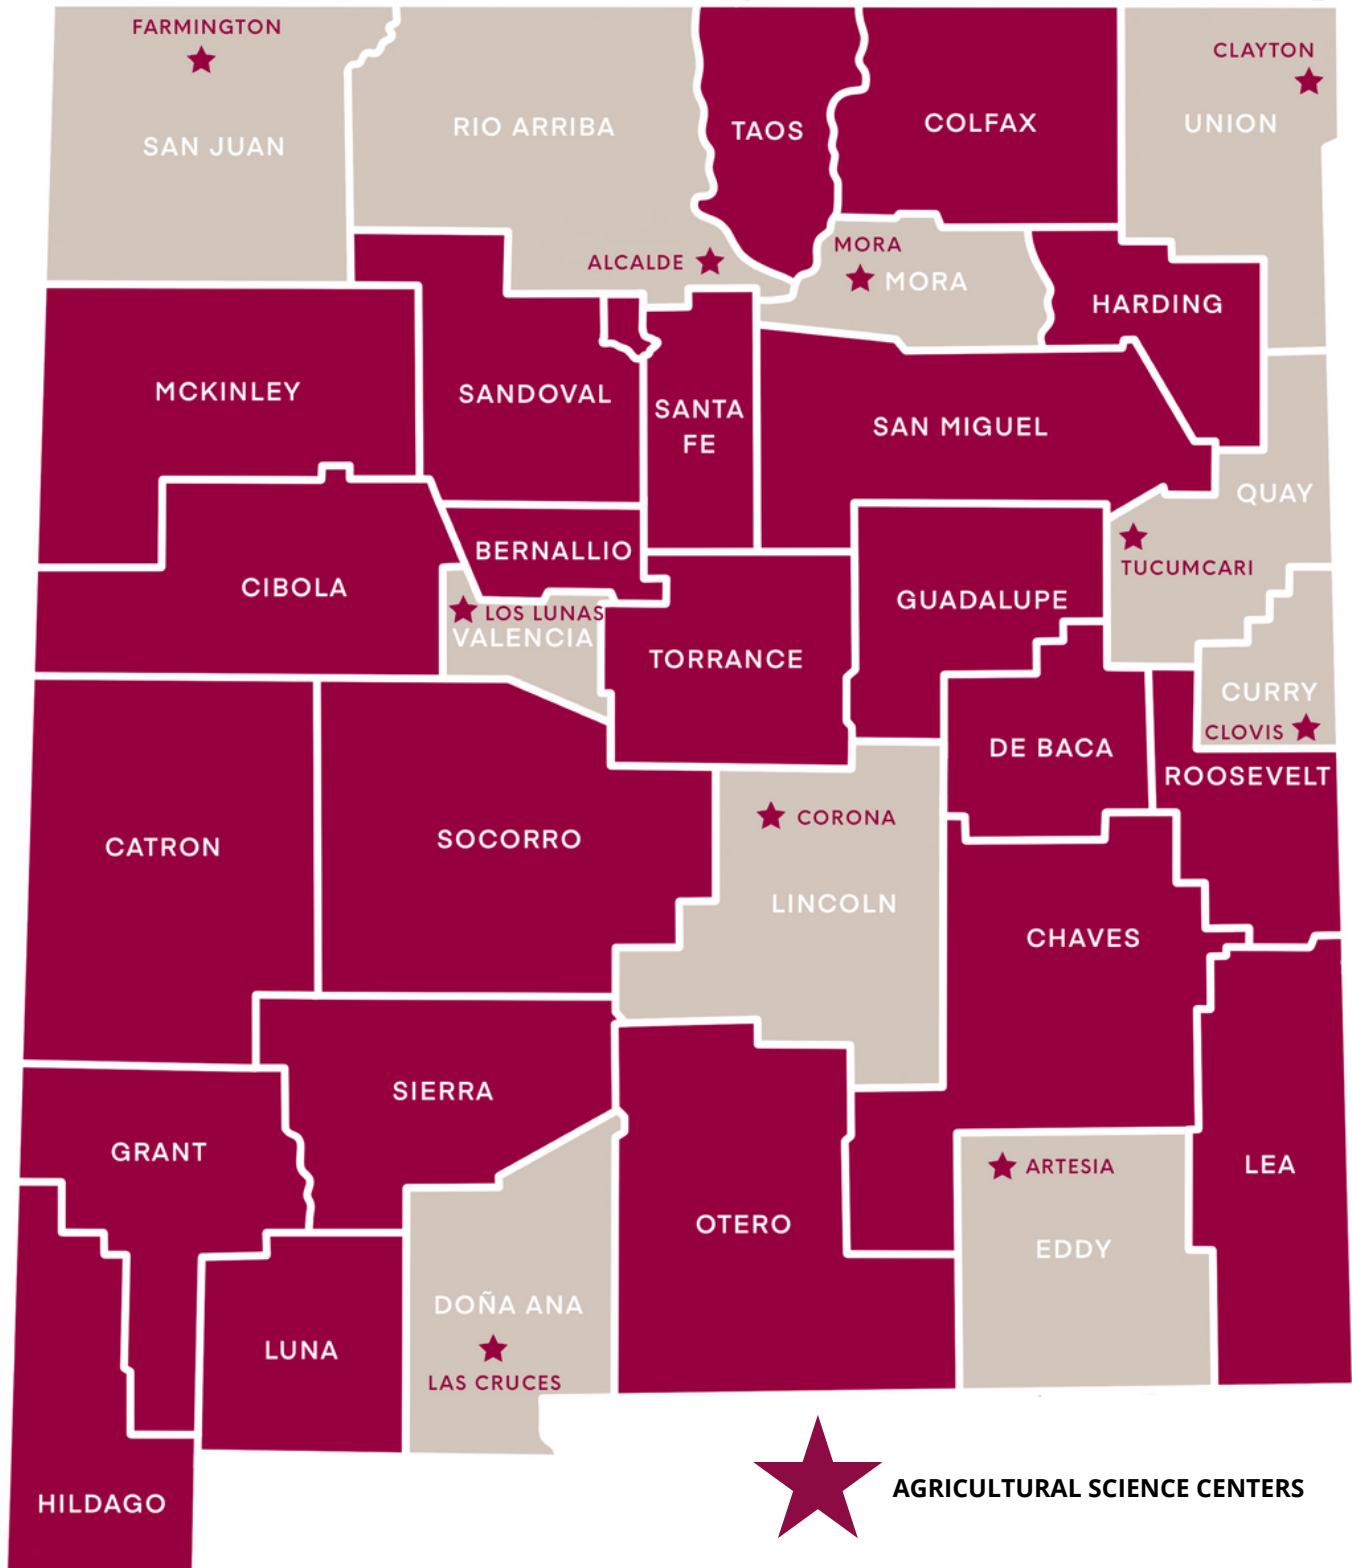 FARMINGTON
CLAYTON
SAN JUAN
RIO ARRIBA
TAOS
COLFAX
UNION
ALCALDE
MORA
MORA
HARDING
MCKINLEY
SANDOVAL
SANTA
FE
SAN MIGUEL
QUAY
TUCUMCARI
BERNALLIO
CIBOLA
LOS LUNAS
VALENCIA
TORRANCE
GUADALUPE
CURRY
CLOVIS
DE BACA
ROOSEVELT
CATRON
SOCORRO
CORONA
LINCOLN
CHAVES
SIERRA
GRANT
ARTESIA
LEA
OTERO
EDDY
DOÑA ANA
LUNA
LAS CRUCES
HILDAGO
AGRICULTURAL SCIENCE CENTERS